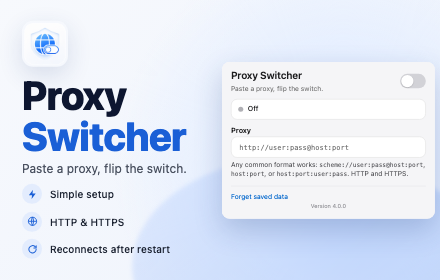 Proxy
Switcher
Paste a proxy, flip the switch.
Simple setup
HTTP & HTTPS
Reconnects after restart
Proxy Switcher
Paste a proxy, flip the switch.
Off
Proxy
http://user:pass@host:port
Any common format works: scheme://user:pass@host:port,
host:port, or host:port:user:pass. HTTP and HTTPS.
Forget saved data
Version 4.0.0